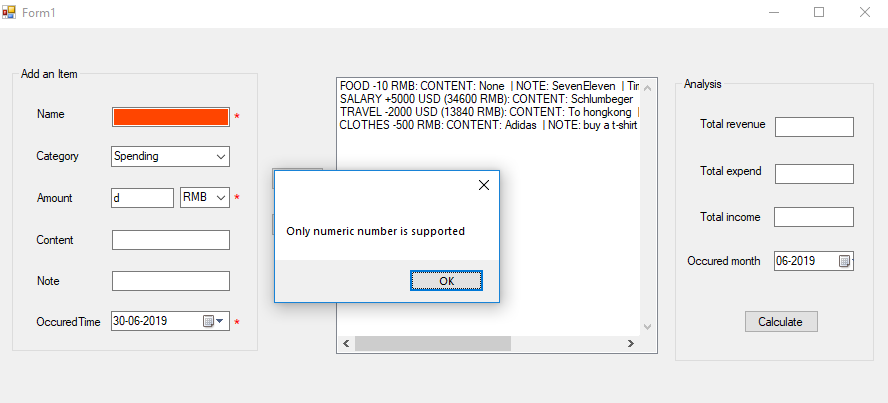 Form1
Add an Item
Name *
Category Spending
Amount d RMB *
Content
Note
OccuredTime 30-06-2019 *
FOOD -10 RMB: CONTENT: None | NOTE: SevenEleven | Tim
SALARY +5000 USD (34600 RMB): CONTENT: Schlumbeger
TRAVEL -2000 USD (13840 RMB): CONTENT: To hongkong |
CLOTHES -500 RMB: CONTENT: Adidas | NOTE: buy a t-shirt
Only numeric number is supported
OK
Analysis
Total revenue
Total expend
Total income
Occured month 06-2019
Calculate